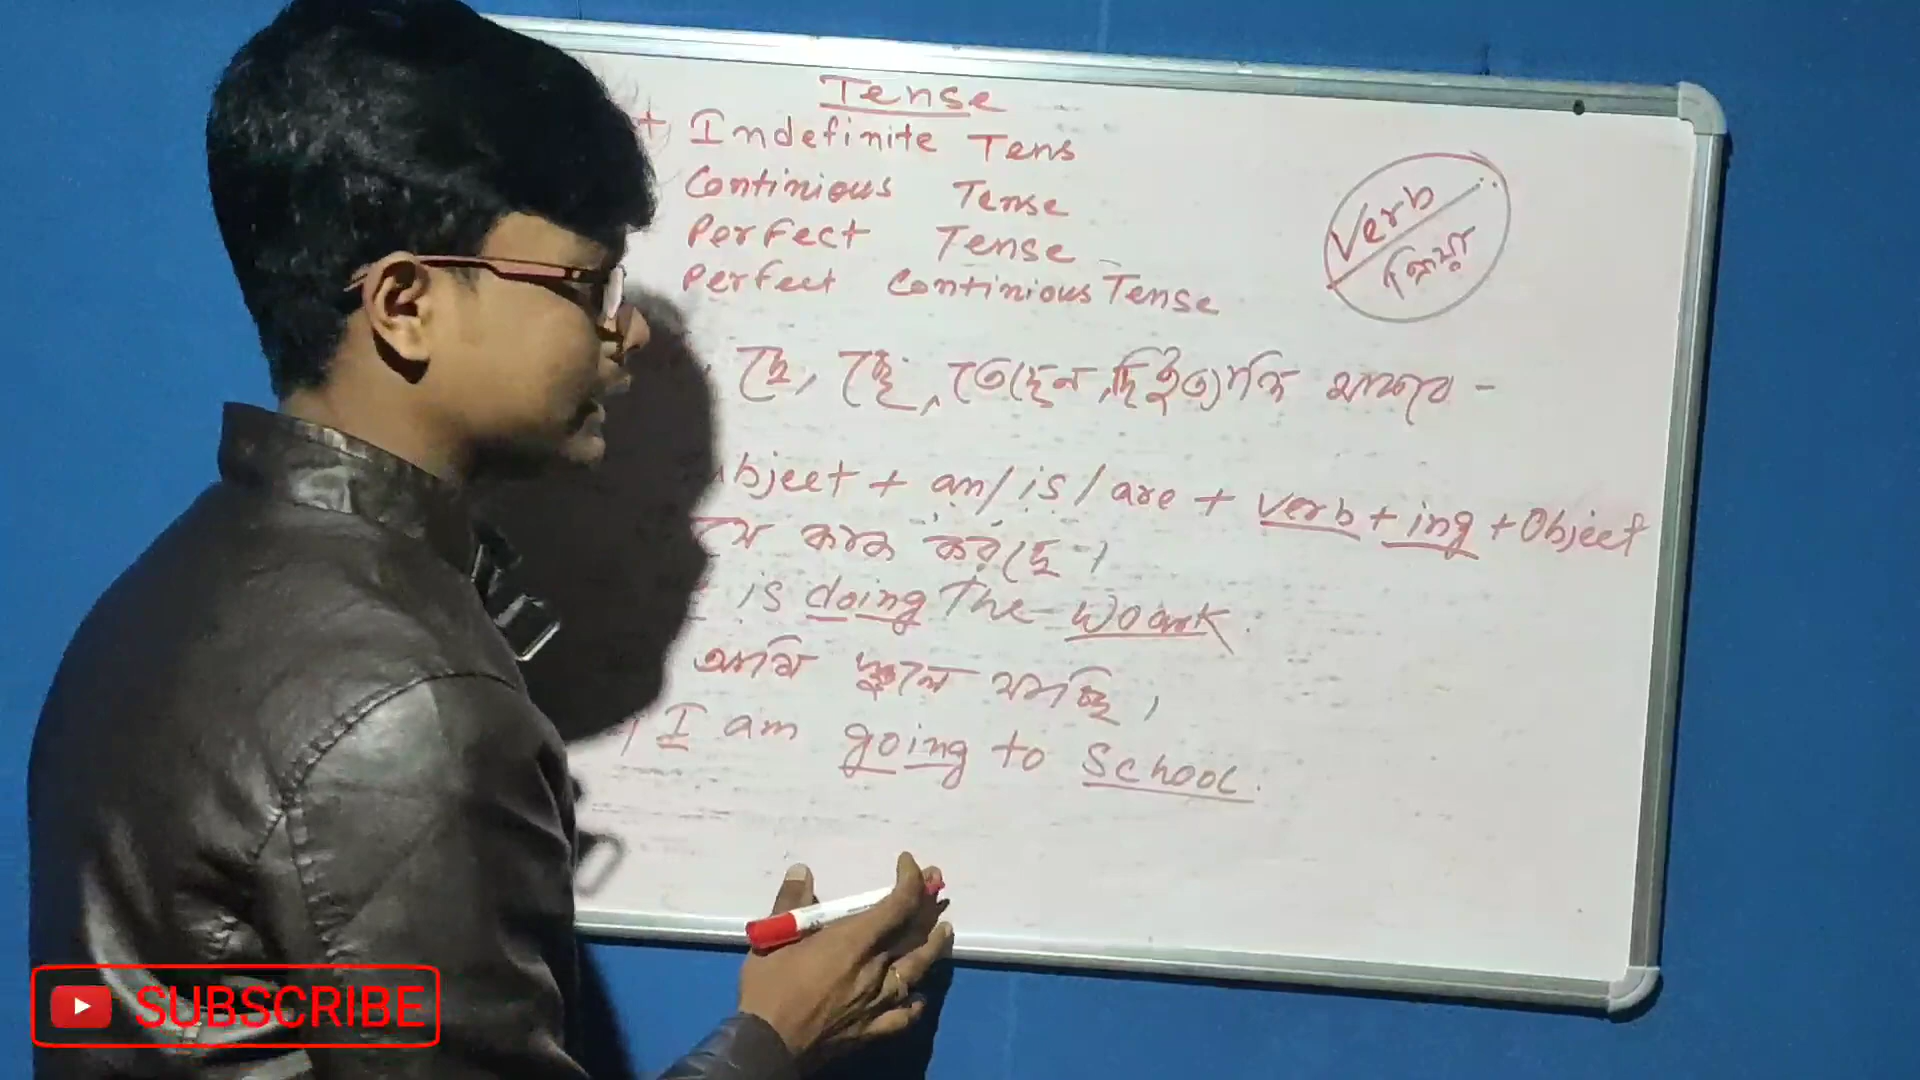 Tense
+ Indefinite Tens
Continious Tense
Perfect Tense
Perfect Continious Tense
Verb
ক্রিয়া
ছে, ছ, তেছেন, থাকবে -
bject + am/is/are + verb + ing + Object
কাজ করছে।
is doing The Woark.
আমি স্কুলে যাচ্ছি।
I am going to School.
SUBSCRIBE